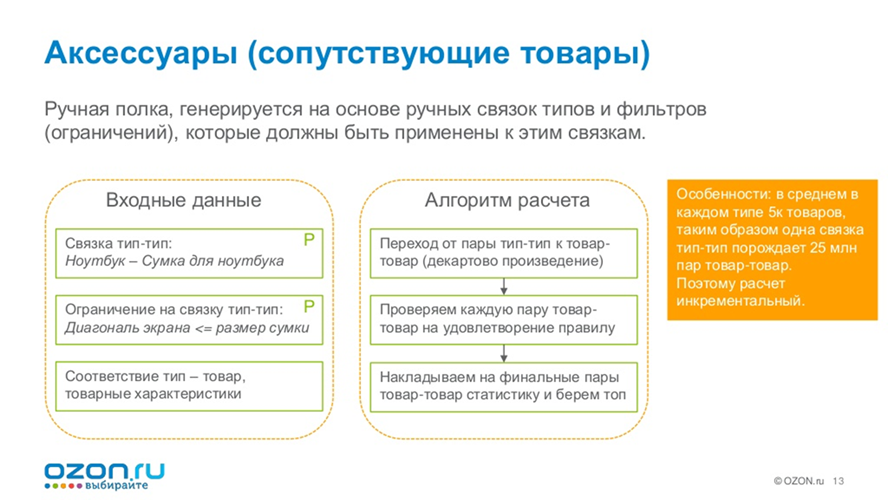 Аксессуары (сопутствующие товары)
Ручная полка, генерируется на основе ручных связок типов и фильтров
(ограничений), которые должны быть применены к этим связкам.
Входные данные
Связка тип-тип:
Р
Ноутбук – Сумка для ноутбука
Ограничение на связку тип-тип:
Р
Диагональ экрана <= размер сумки
Соответствие тип – товар,
товарные характеристики
Алгоритм расчета
Переход от пары тип-тип к товар-
товар (декартово произведение)
Проверяем каждую пару товар-
товар на удовлетворение правилу
Накладываем на финальные пары
товар-товар статистику и берем топ
Особенности: в среднем в
каждом типе 5к товаров,
таким образом одна связка
тип-тип порождает 25 млн
пар товар-товар.
Поэтому расчет
инкрементальный.
ozon.ru
выбирайте
© OZON.ru 13